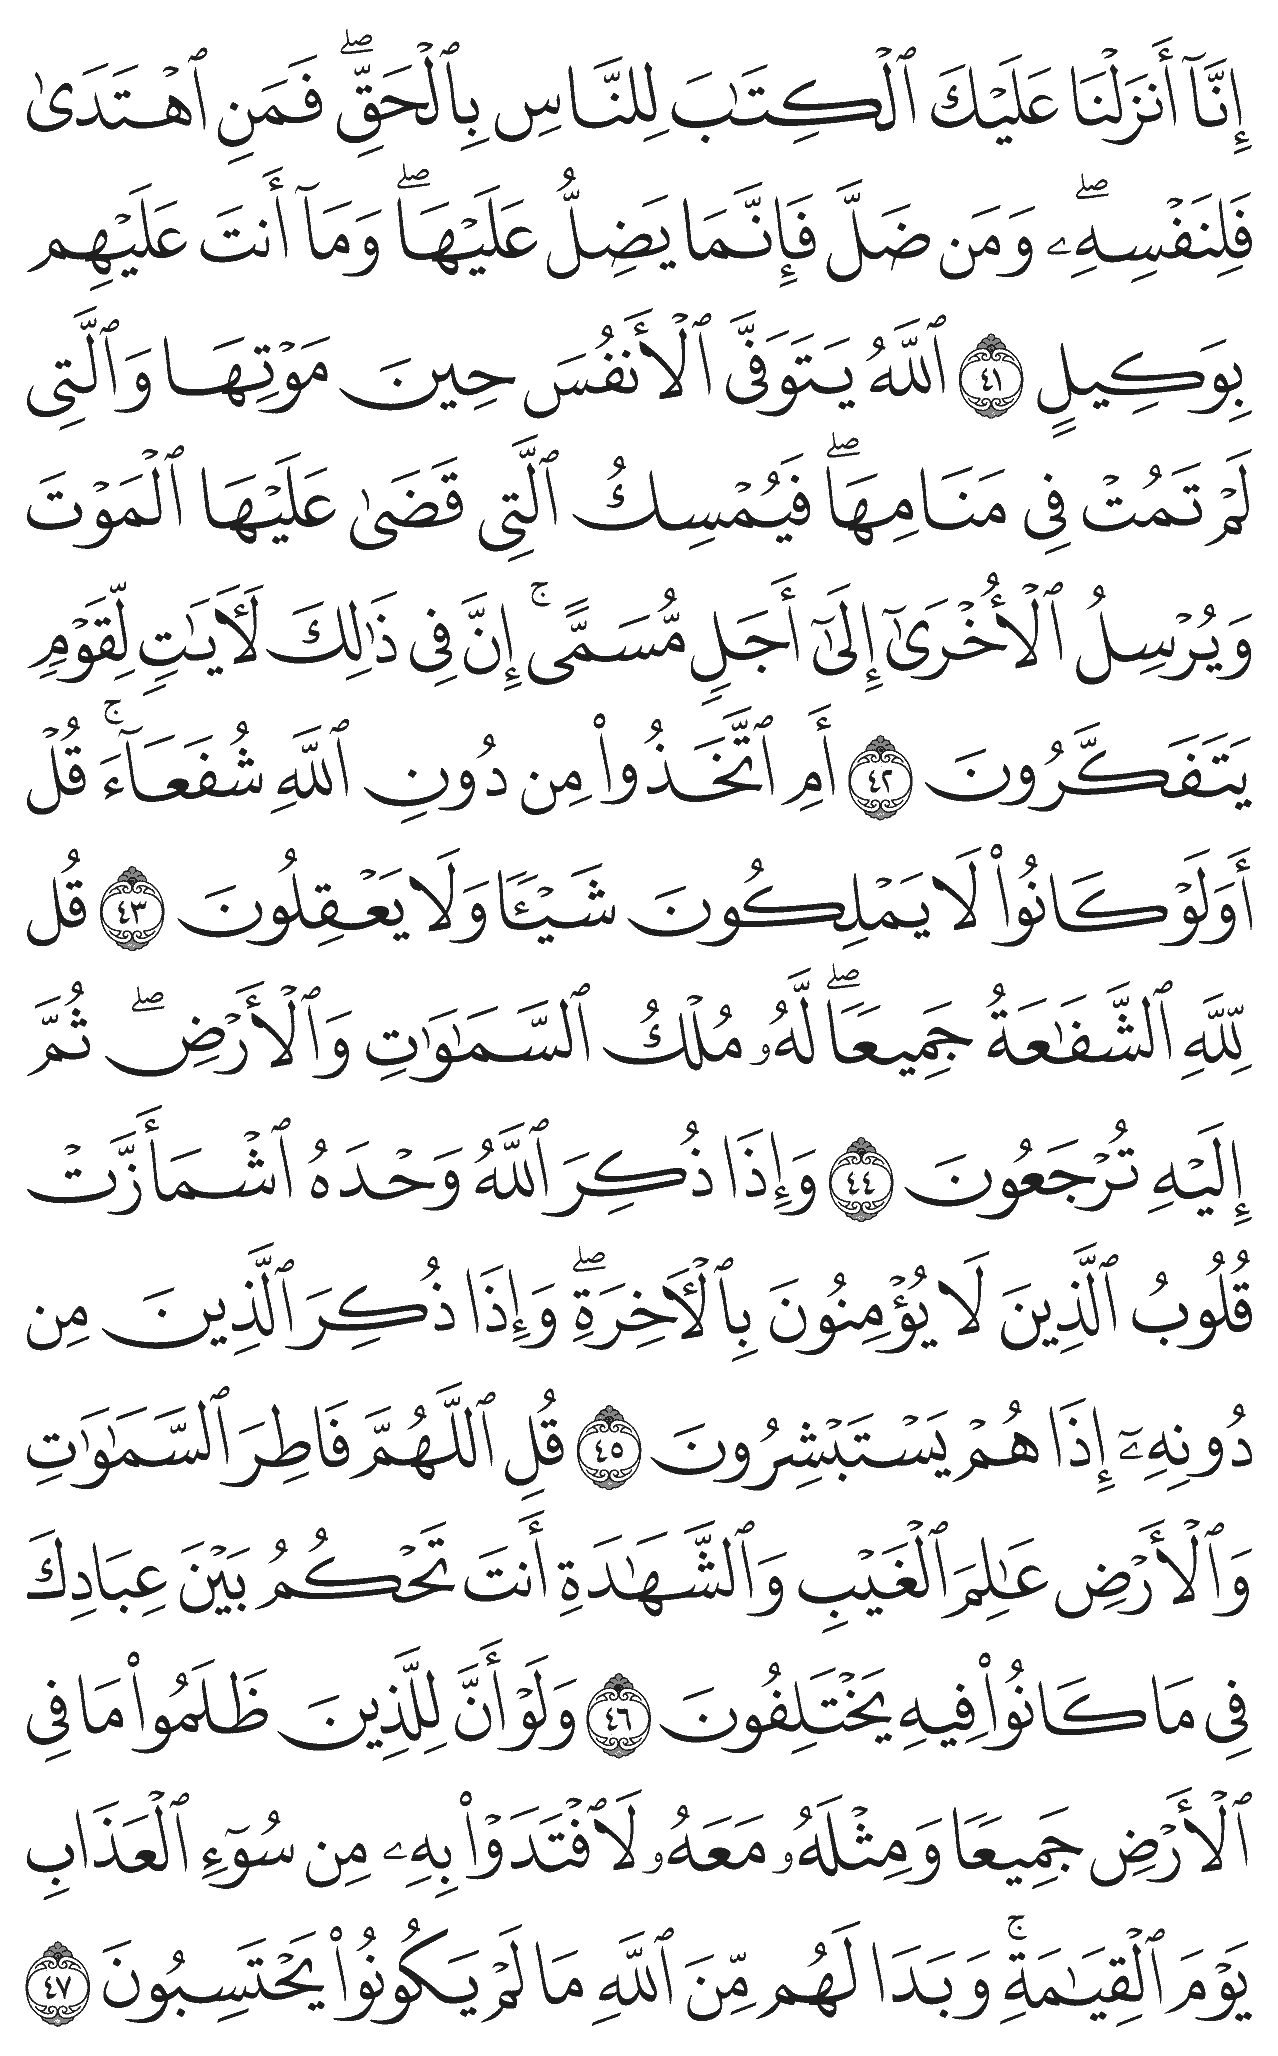 إِنَّآ أَنزَلۡنَا عَلَيۡكَ ٱلۡكِتَٰبَ لِلنَّاسِ بِٱلۡحَقِّۖ فَمَنِ ٱهۡتَدَىٰ
فَلِنَفۡسِهِۦۖ وَمَن ضَلَّ فَإِنَّمَا يَضِلُّ عَلَيۡهَاۖ وَمَآ أَنتَ عَلَيۡهِم
بِوَكِيلٍ ٤١ ٱللَّهُ يَتَوَفَّى ٱلۡأَنفُسَ حِينَ مَوۡتِهَا وَٱلَّتِي
لَمۡ تَمُتۡ فِي مَنَامِهَاۖ فَيُمۡسِكُ ٱلَّتِي قَضَىٰ عَلَيۡهَا ٱلۡمَوۡتَ
وَيُرۡسِلُ ٱلۡأُخۡرَىٰٓ إِلَىٰٓ أَجَلٖ مُّسَمًّىۚ إِنَّ فِي ذَٰلِكَ لَأٓيَٰتٖ لِّقَوۡمٖ
يَتَفَكَّرُونَ ٤٢ أَمِ ٱتَّخَذُواْ مِن دُونِ ٱللَّهِ شُفَعَآءَۚ قُلۡ
أَوَلَوۡ كَانُواْ لَا يَمۡلِكُونَ شَيۡـٔٗا وَلَا يَعۡقِلُونَ ٤٣ قُل
لِّلَّهِ ٱلشَّفَٰعَةُ جَمِيعٗاۖ لَّهُۥ مُلۡكُ ٱلسَّمَٰوَٰتِ وَٱلۡأَرۡضِۖ ثُمَّ
إِلَيۡهِ تُرۡجَعُونَ ٤٤ وَإِذَا ذُكِرَ ٱللَّهُ وَحۡدَهُ ٱشۡمَأَزَّتۡ
قُلُوبُ ٱلَّذِينَ لَا يُؤۡمِنُونَ بِٱلۡأٓخِرَةِۖ وَإِذَا ذُكِرَ ٱلَّذِينَ مِن
دُونِهِۦٓ إِذَا هُمۡ يَسۡتَبۡشِرُونَ ٤٥ قُلِ ٱللَّهُمَّ فَاطِرَ ٱلسَّمَٰوَٰتِ
وَٱلۡأَرۡضِ عَٰلِمَ ٱلۡغَيۡبِ وَٱلشَّهَٰدَةِ أَنتَ تَحۡكُمُ بَيۡنَ عِبَادِكَ
فِي مَا كَانُواْ فِيهِ يَخۡتَلِفُونَ ٤٦ وَلَوۡ أَنَّ لِلَّذِينَ ظَلَمُواْ مَا فِي
ٱلۡأَرۡضِ جَمِيعٗا وَمِثۡلَهُۥ مَعَهُۥ لَٱفۡتَدَوۡاْ بِهِۦ مِن سُوٓءِ ٱلۡعَذَابِ
يَوۡمَ ٱلۡقِيَٰمَةِۚ وَبَدَا لَهُم مِّنَ ٱللَّهِ مَا لَمۡ يَكُونُواْ يَحۡتَسِبُونَ ٤٧